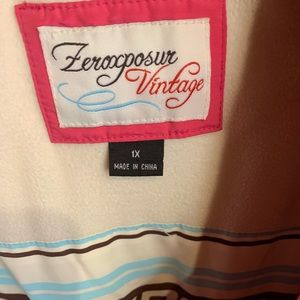 Zeroxposur
Vintage
1X
MADE IN CHINA